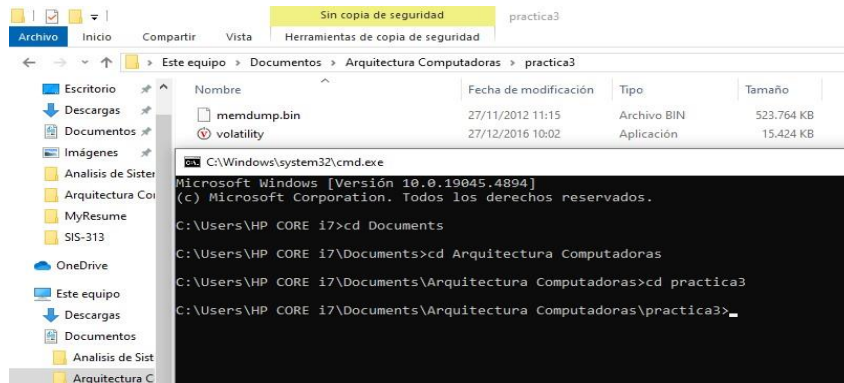 Sin copia de seguridad practica3
Archivo Inicio Compartir Vista Herramientas de copia de seguridad
Este equipo > Documentos > Arquitectura Computadoras > practica3
Escritorio
Descargas
Documentos
Imágenes
Analisis de Sister
Arquitectura Cor
MyResume
SIS-313
OneDrive
Este equipo
Descargas
Documentos
Analisis de Sist
Arquitectura C
Nombre Fecha de modificación Tipo Tamaño
memdump.bin 27/11/2012 11:15 Archivo BIN 523.764 KB
volatility 27/12/2016 10:02 Aplicación 15.424 KB
C:\Windows\system32\cmd.exe
Microsoft Windows [Versión 10.0.19045.4894]
(c) Microsoft Corporation. Todos los derechos reservados.
C:\Users\HP CORE i7>cd Documents
C:\Users\HP CORE i7\Documents>cd Arquitectura Computadoras
C:\Users\HP CORE i7\Documents\Arquitectura Computadoras>cd practica3
C:\Users\HP CORE i7\Documents\Arquitectura Computadoras\practica3>